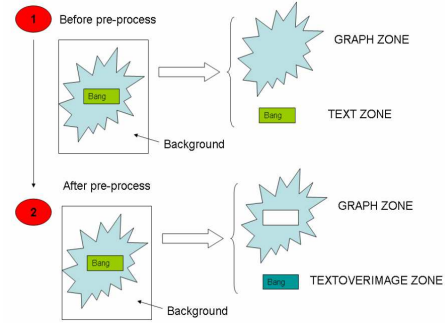 1
Before pre-process
GRAPH ZONE
Bang
Bang
TEXT ZONE
Background
After pre-process
2
GRAPH ZONE
Bang
Bang
TEXTOVERIMAGE ZONE
Background